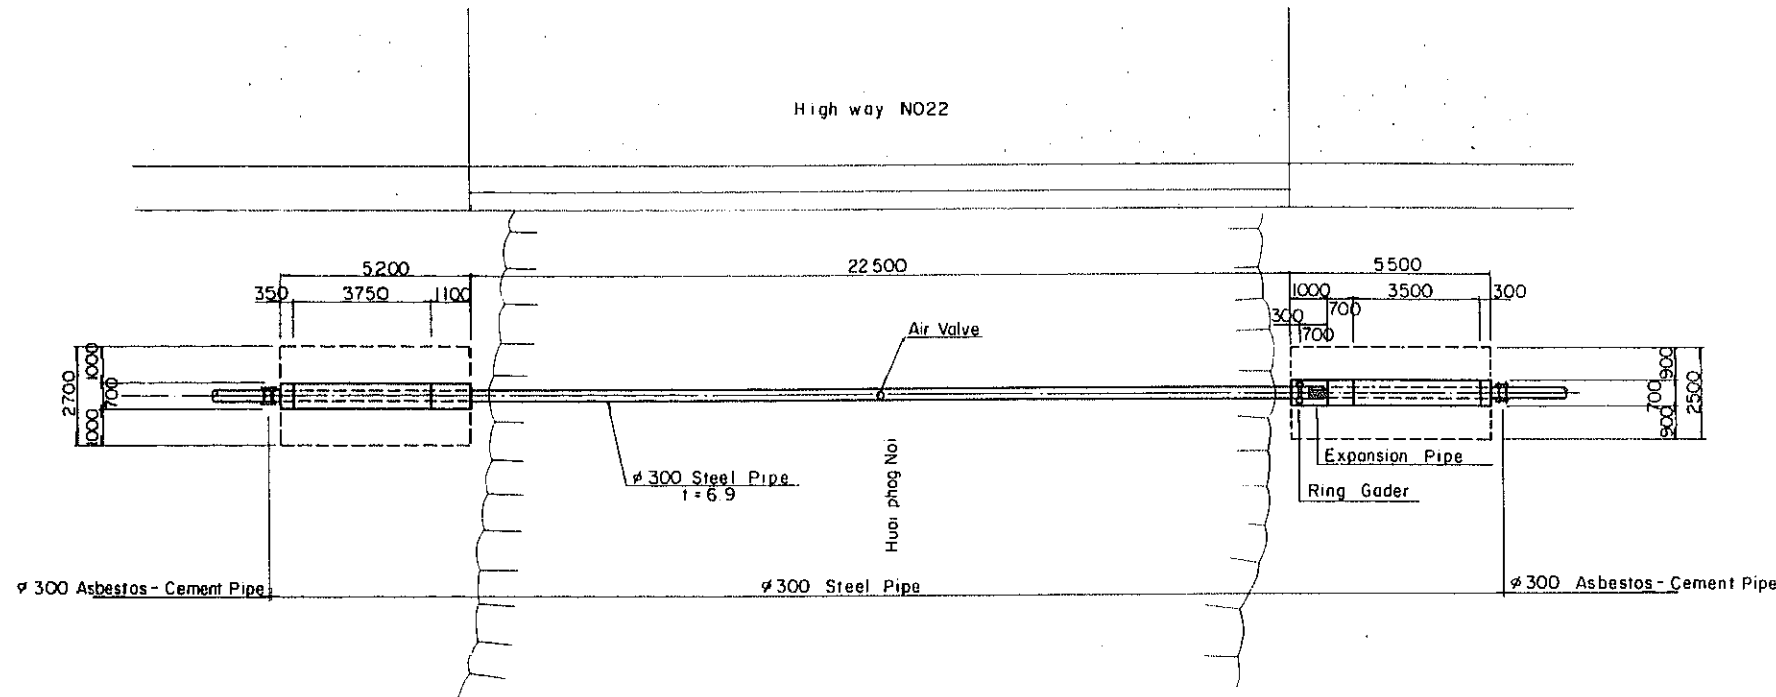 High way NO22
5200
22500
5500
350
3750
1100
1000
700
3500
300
300
700
Air Valve
2700
1000
700
1000
900
700
900
2500
Expansion Pipe
Ring Gader
ø300 Steel Pipe
t=6.9
Huoi phog Noi
ø300 Asbestos-Cement Pipe
ø300 Steel Pipe
ø300 Asbestos-Cement Pipe